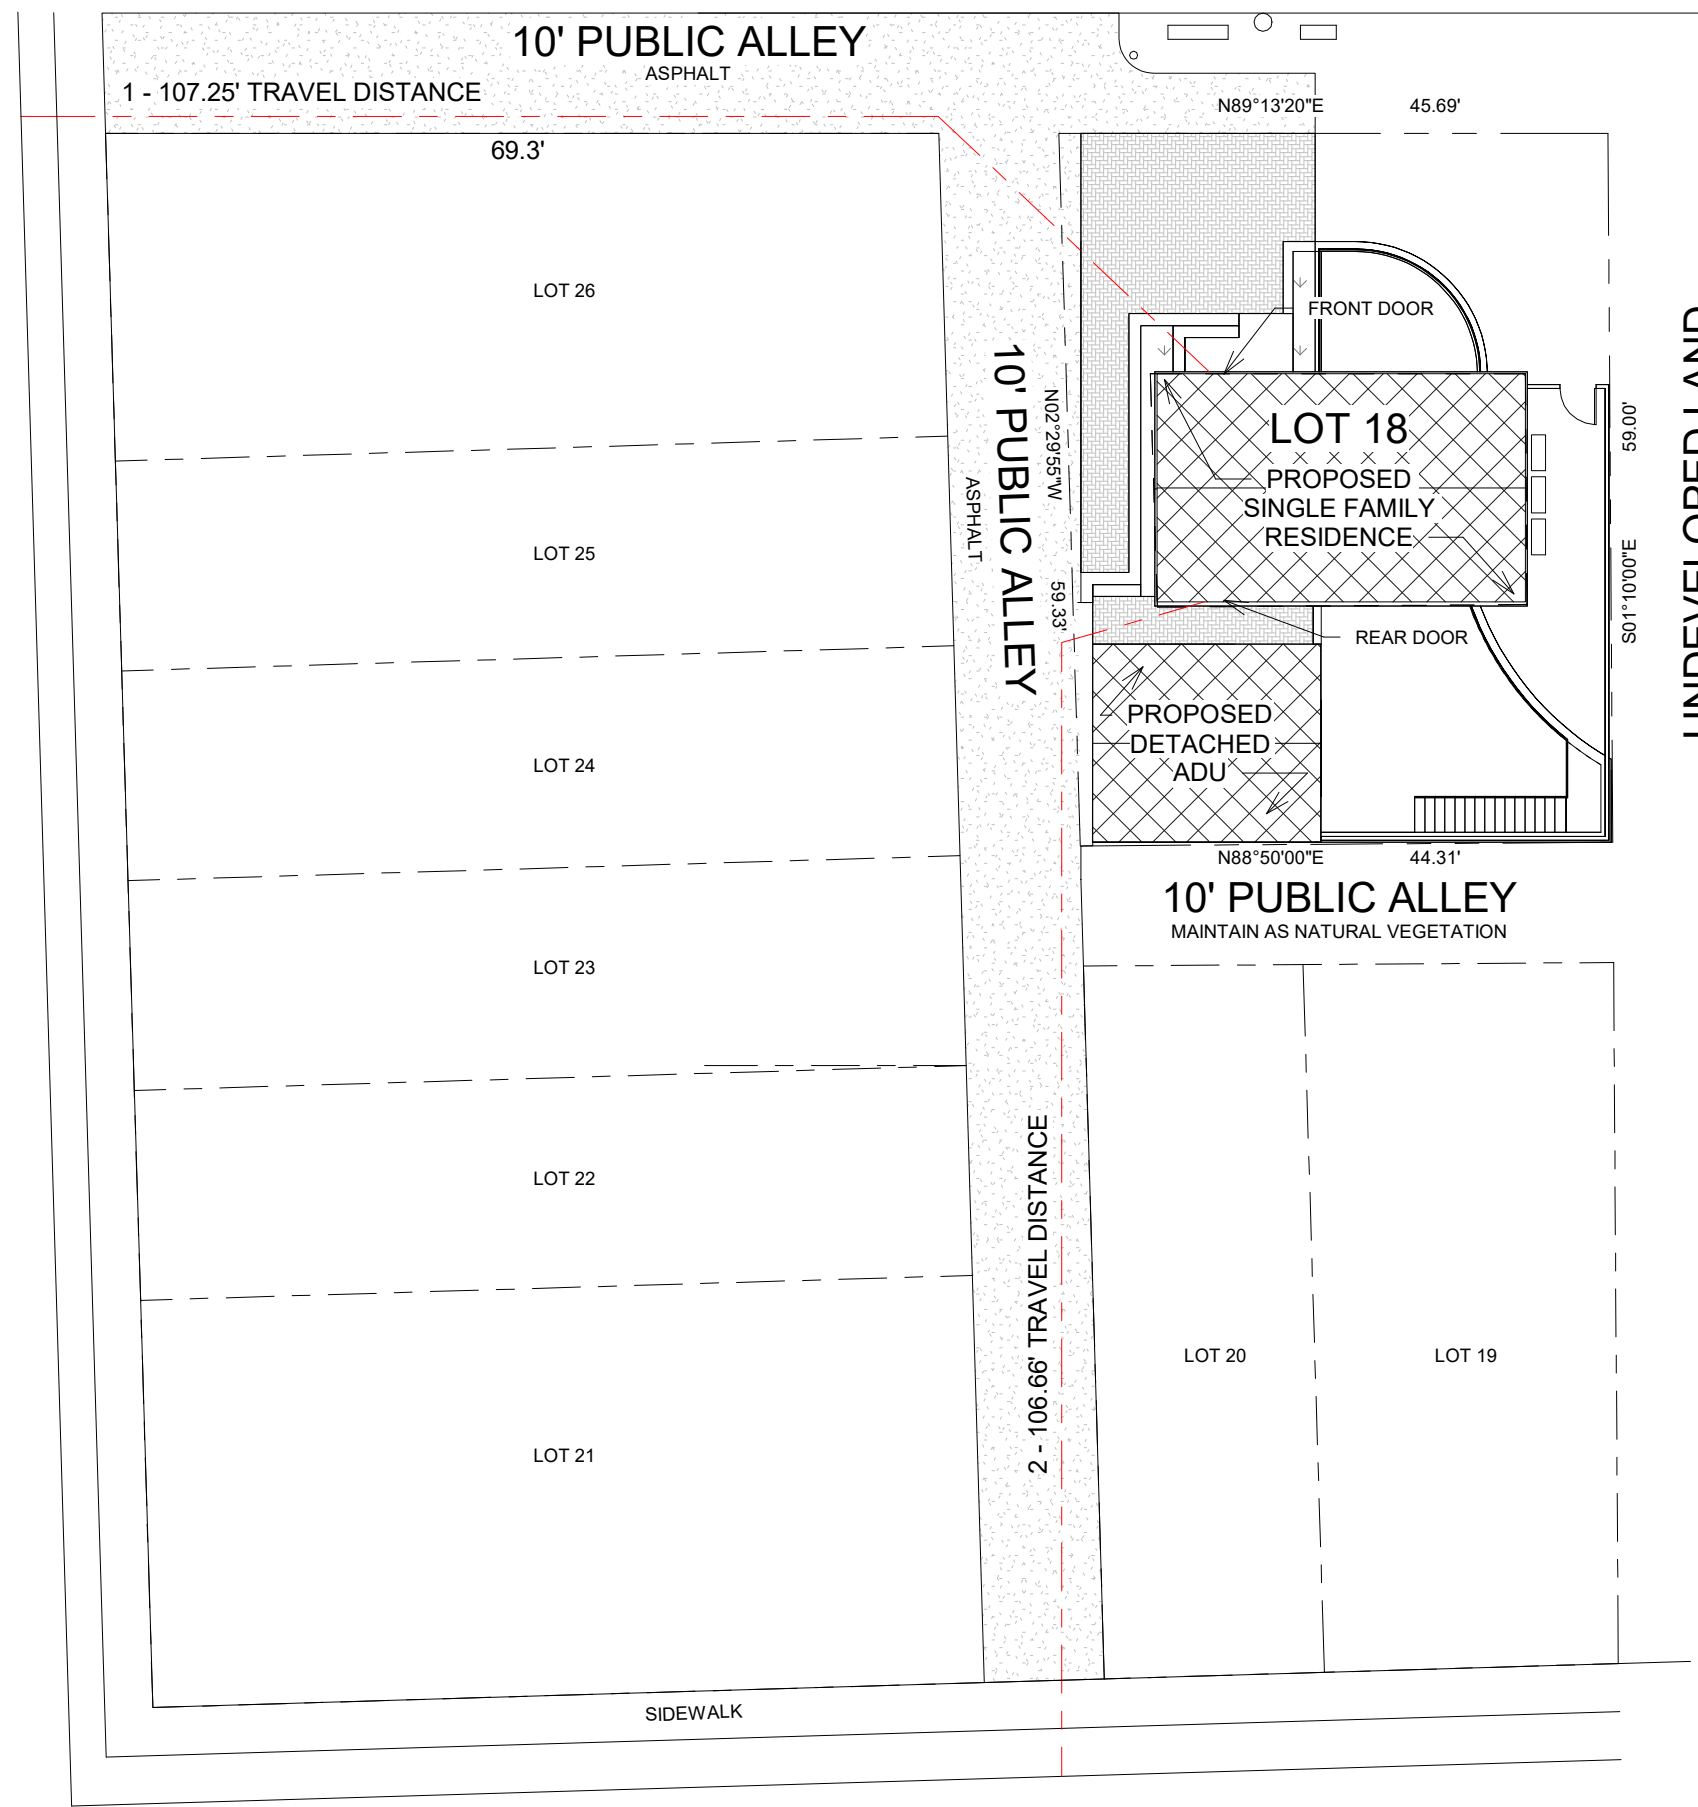 10' PUBLIC ALLEY
ASPHALT
1 - 107.25' TRAVEL DISTANCE
N89°13'20"E
45.69'
69.3'
LOT 26
FRONT DOOR
10' PUBLIC ALLEY
ASPHALT
N02°29'55"W
59.33'
LOT 18
PROPOSED
SINGLE FAMILY
RESIDENCE
59.00'
S01°10'00"E
UNDEVELOPED LAND
LOT 25
REAR DOOR
PROPOSED
DETACHED
ADU
LOT 24
N88°50'00"E
44.31'
10' PUBLIC ALLEY
MAINTAIN AS NATURAL VEGETATION
LOT 23
LOT 22
2 - 106.66' TRAVEL DISTANCE
LOT 20
LOT 19
LOT 21
SIDEWALK